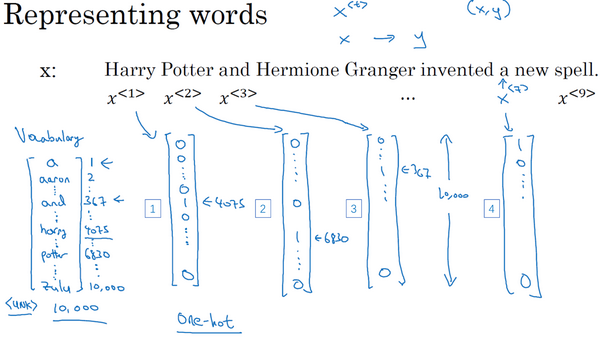 Representing words
x<t> (x,y)
x → y
x: Harry Potter and Hermione Granger invented a new spell.
x<1> x<2> x<3> ... x<7> x<9>
Vocabulary
a 1 ←
aaron 2
and 367 ←
harry 4075
potter 6830
zulu 10,000
<UNK> 10,000
1
0
0
0
1 ←4075
0
0
2
0
0
1 ←6830
0
3
0
1 ←367
0
10,000
4
1
0
0
One-hot